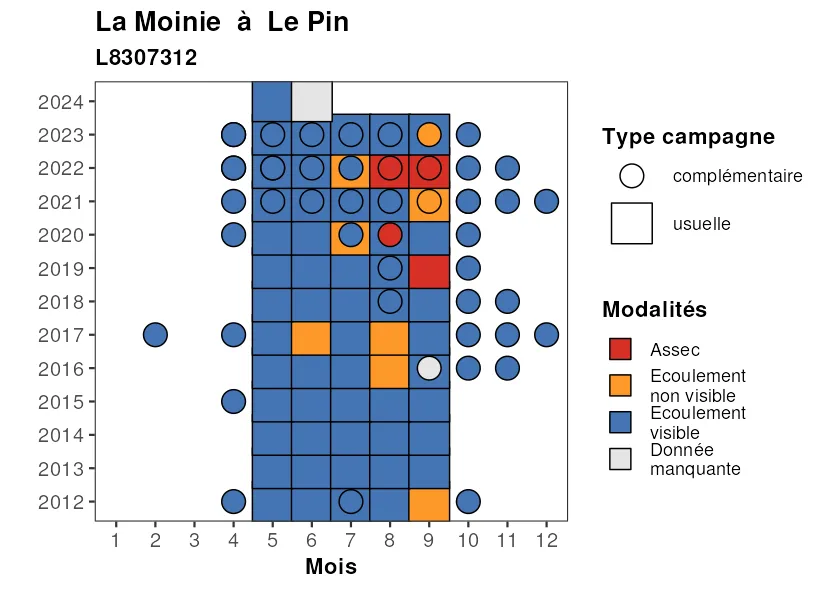 La Moinie  à  Le Pin
L8307312
2024
2023
2022
2021
2020
2019
2018
2017
2016
2015
2014
2013
2012
1 2 3 4 5 6 7 8 9 10 11 12
Mois
Type campagne
complémentaire
usuelle
Modalités
Assec
Ecoulement
non visible
Ecoulement
visible
Donnée
manquante